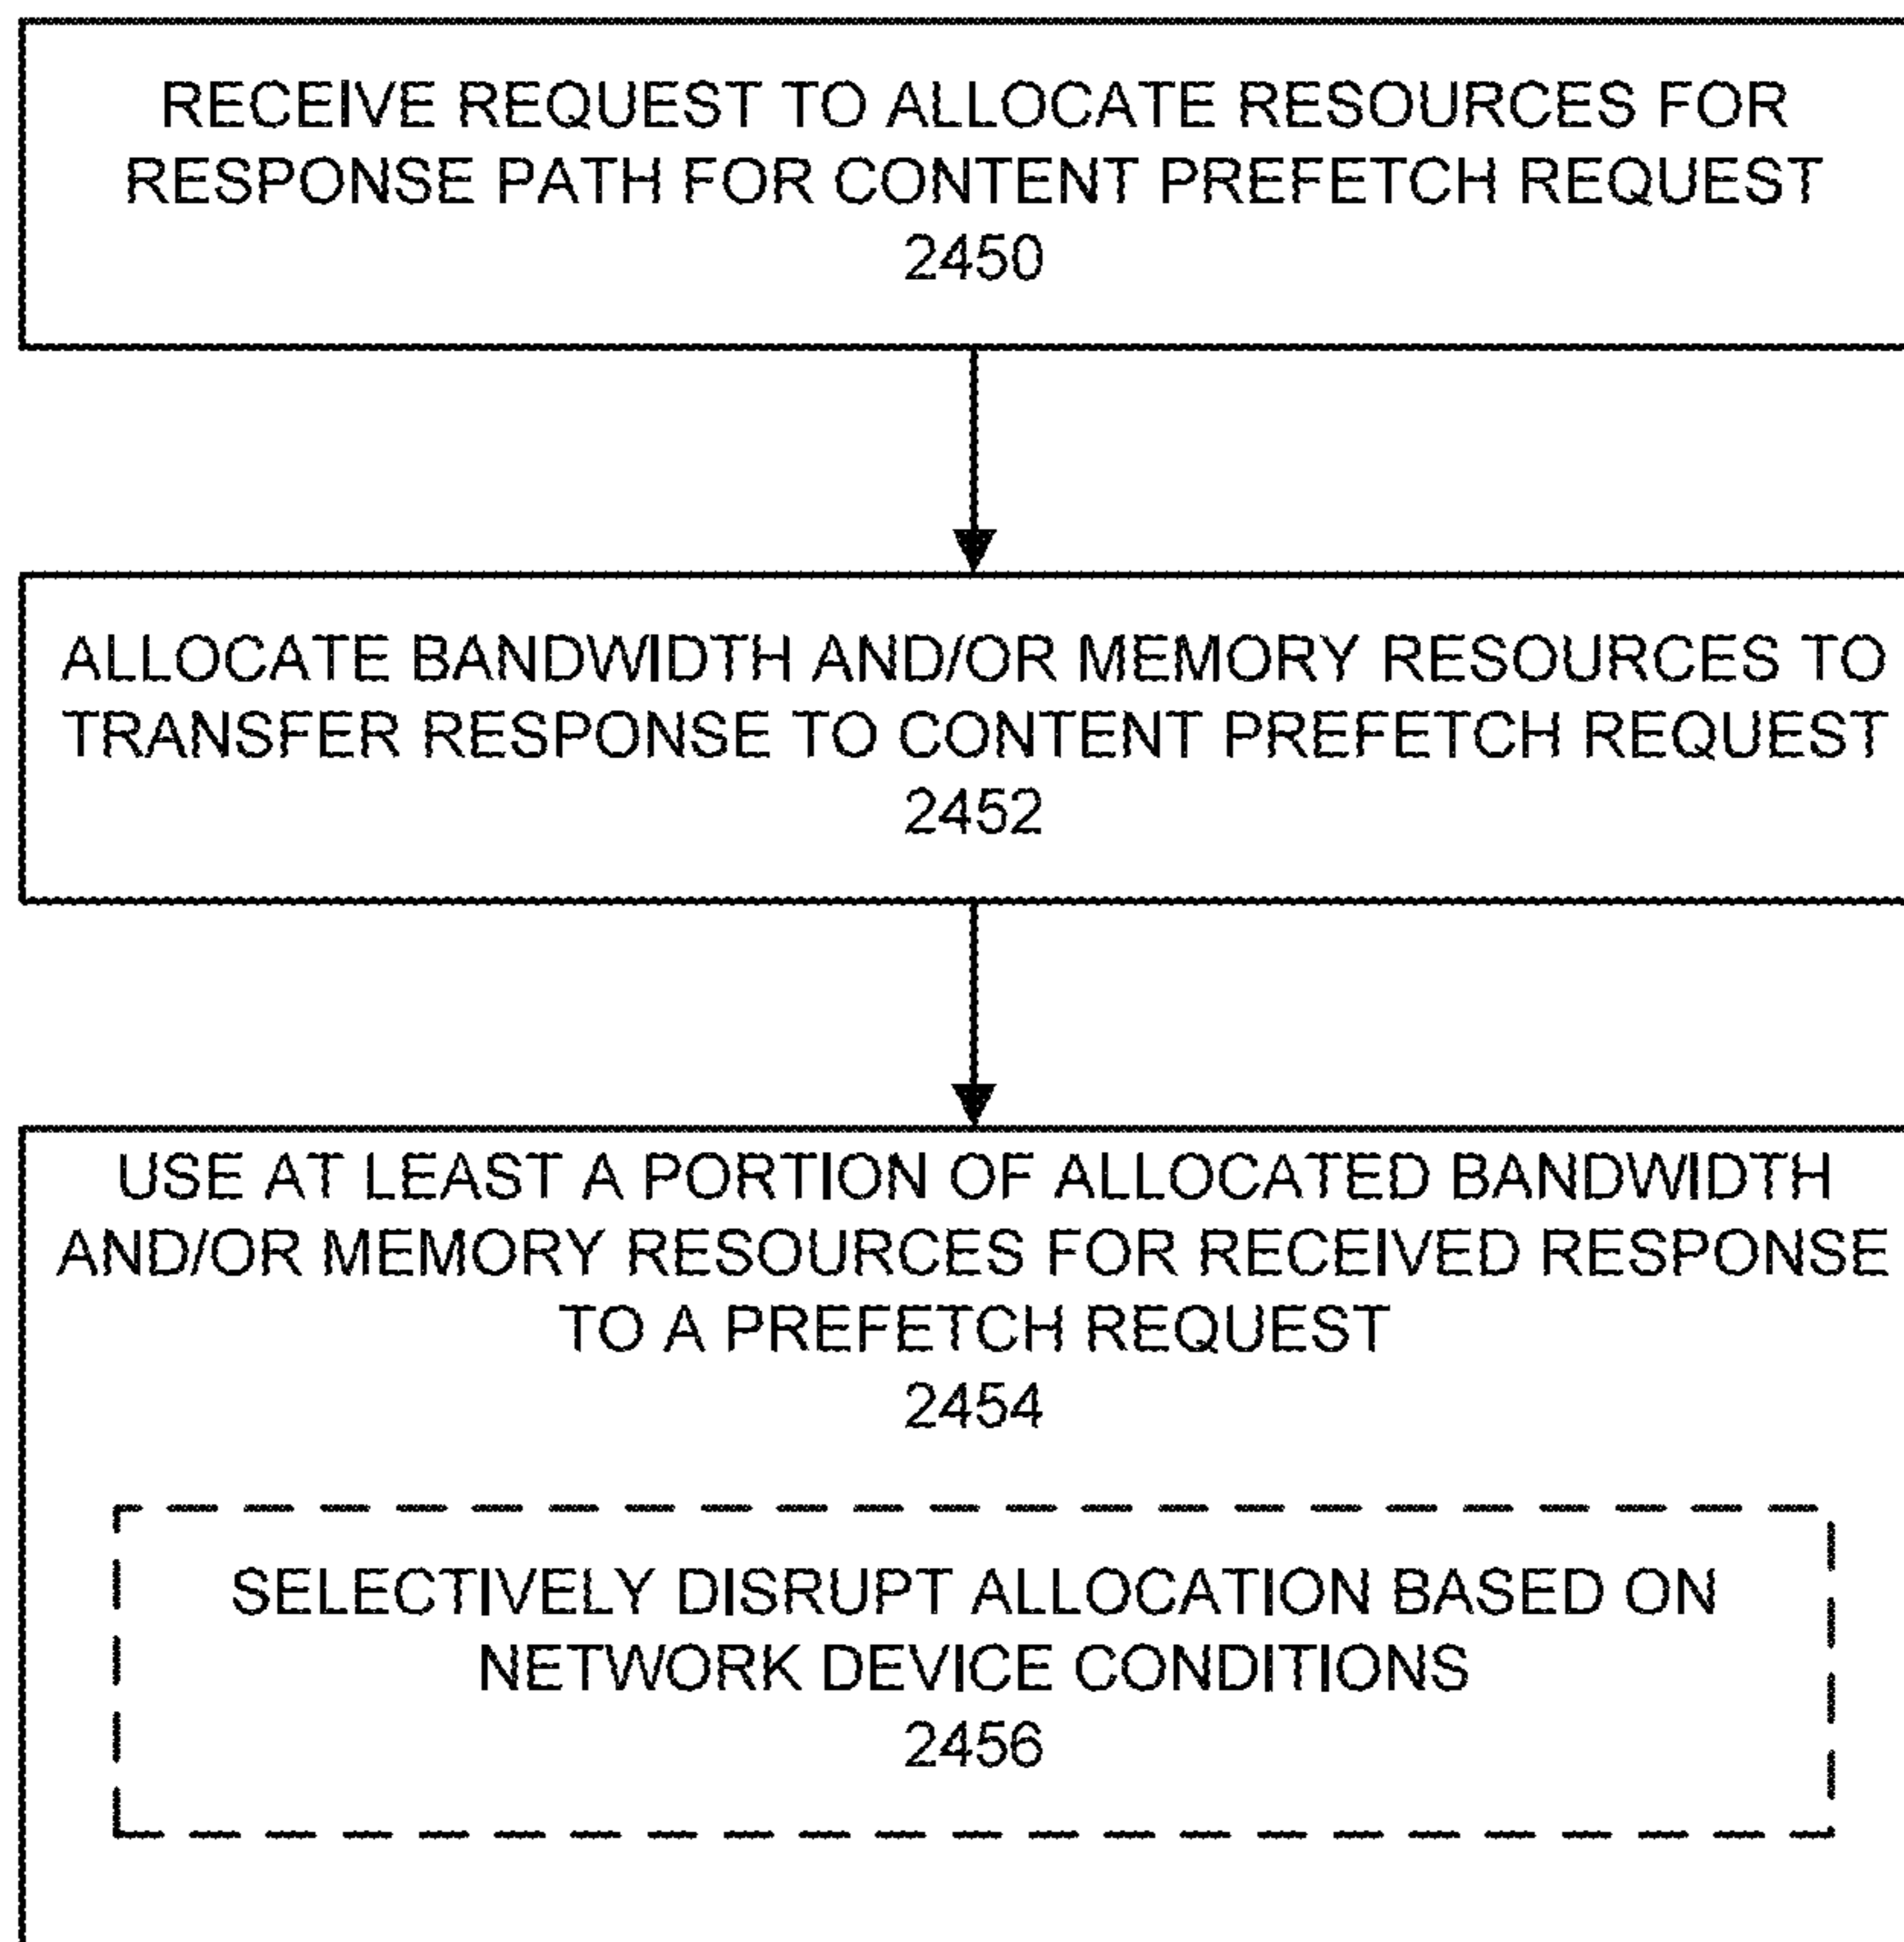 RECEIVE REQUEST TO ALLOCATE RESOURCES FOR
RESPONSE PATH FOR CONTENT PREFETCH REQUEST
2450
ALLOCATE BANDWIDTH AND/OR MEMORY RESOURCES TO
TRANSFER RESPONSE TO CONTENT PREFETCH REQUEST
2452
USE AT LEAST A PORTION OF ALLOCATED BANDWIDTH
AND/OR MEMORY RESOURCES FOR RECEIVED RESPONSE
TO A PREFETCH REQUEST
2454
SELECTIVELY DISRUPT ALLOCATION BASED ON
NETWORK DEVICE CONDITIONS
2456